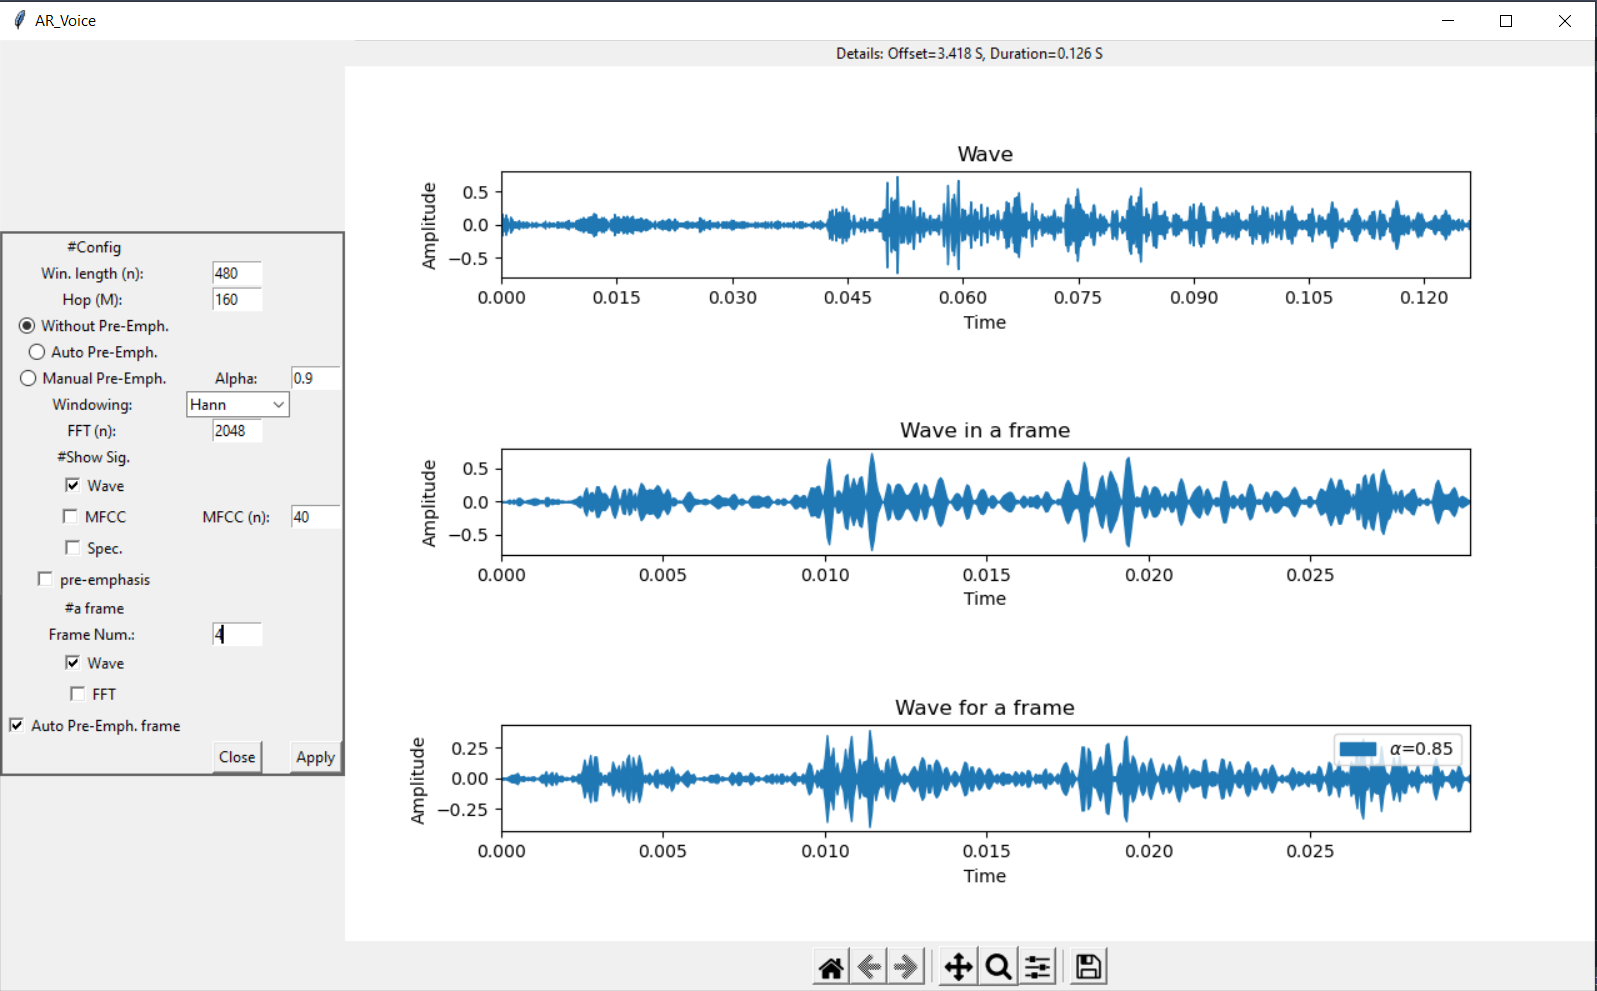 AR_Voice
Details: Offset=3.418 S, Duration=0.126 S
#Config
Win. length (n): 480
Hop (M): 160
Without Pre-Emph.
Auto Pre-Emph.
Manual Pre-Emph. Alpha: 0.9
Windowing: Hann
FFT (n): 2048
#Show Sig.
Wave
MFCC MFCC (n): 40
Spec.
pre-emphasis
#a frame
Frame Num.: 4
Wave
FFT
Auto Pre-Emph. frame
Close Apply
Wave
Amplitude
0.5
0.0
−0.5
0.000 0.015 0.030 0.045 0.060 0.075 0.090 0.105 0.120
Time
Wave in a frame
Amplitude
0.5
0.0
−0.5
0.000 0.005 0.010 0.015 0.020 0.025
Time
Wave for a frame
Amplitude
0.25
0.00
−0.25
α=0.85
0.000 0.005 0.010 0.015 0.020 0.025
Time